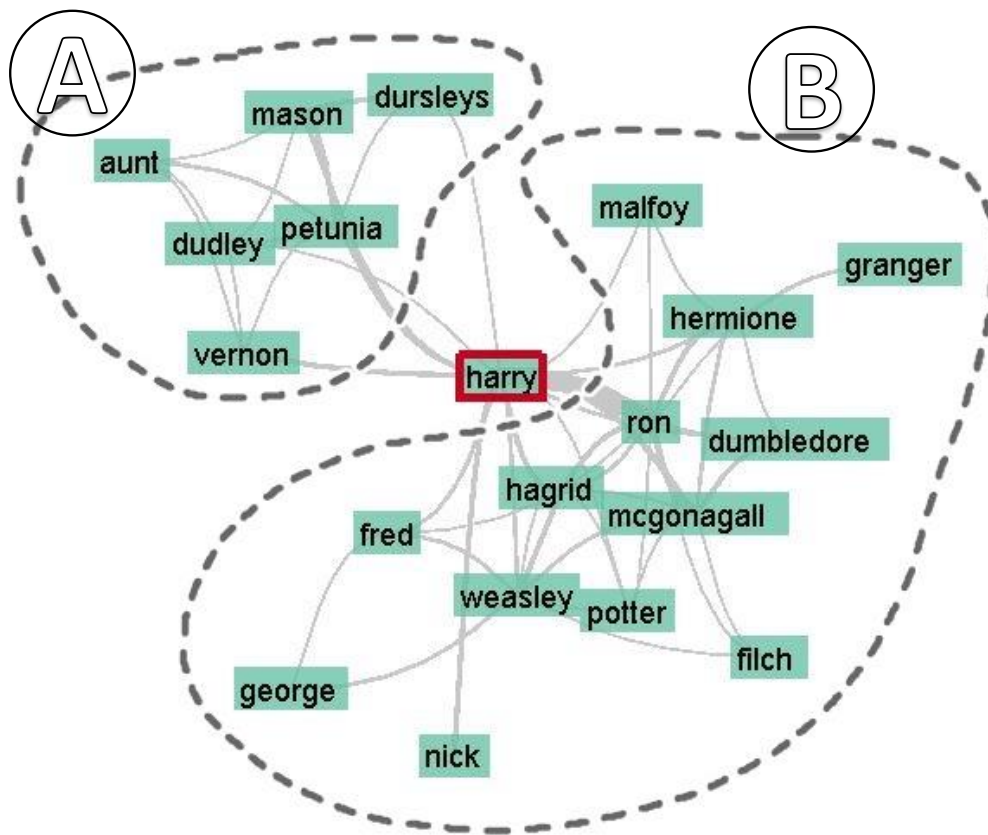 A
B
dursleys
mason
aunt
malfoy
petunia
dudley
granger
hermione
vernon
harry
ron
dumbledore
hagrid
mcgonagall
fred
weasley
potter
filch
george
nick